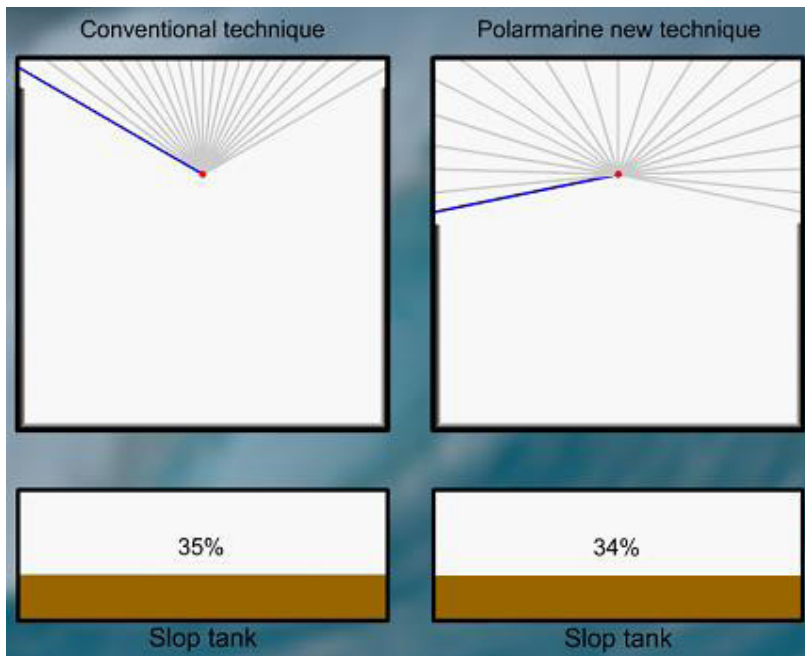 Conventional technique
Polarmarine new technique
35%
34%
Slop tank
Slop tank